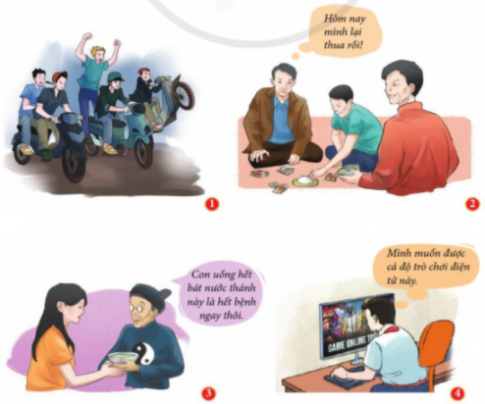 Hôm nay
mình lại
thua rồi!
1
2
Con uống hết
bát nước thánh
này là hết bệnh
ngay thôi.
Mình muốn được
cá độ trò chơi điện
tử này.
GAME ONLINE
3
4